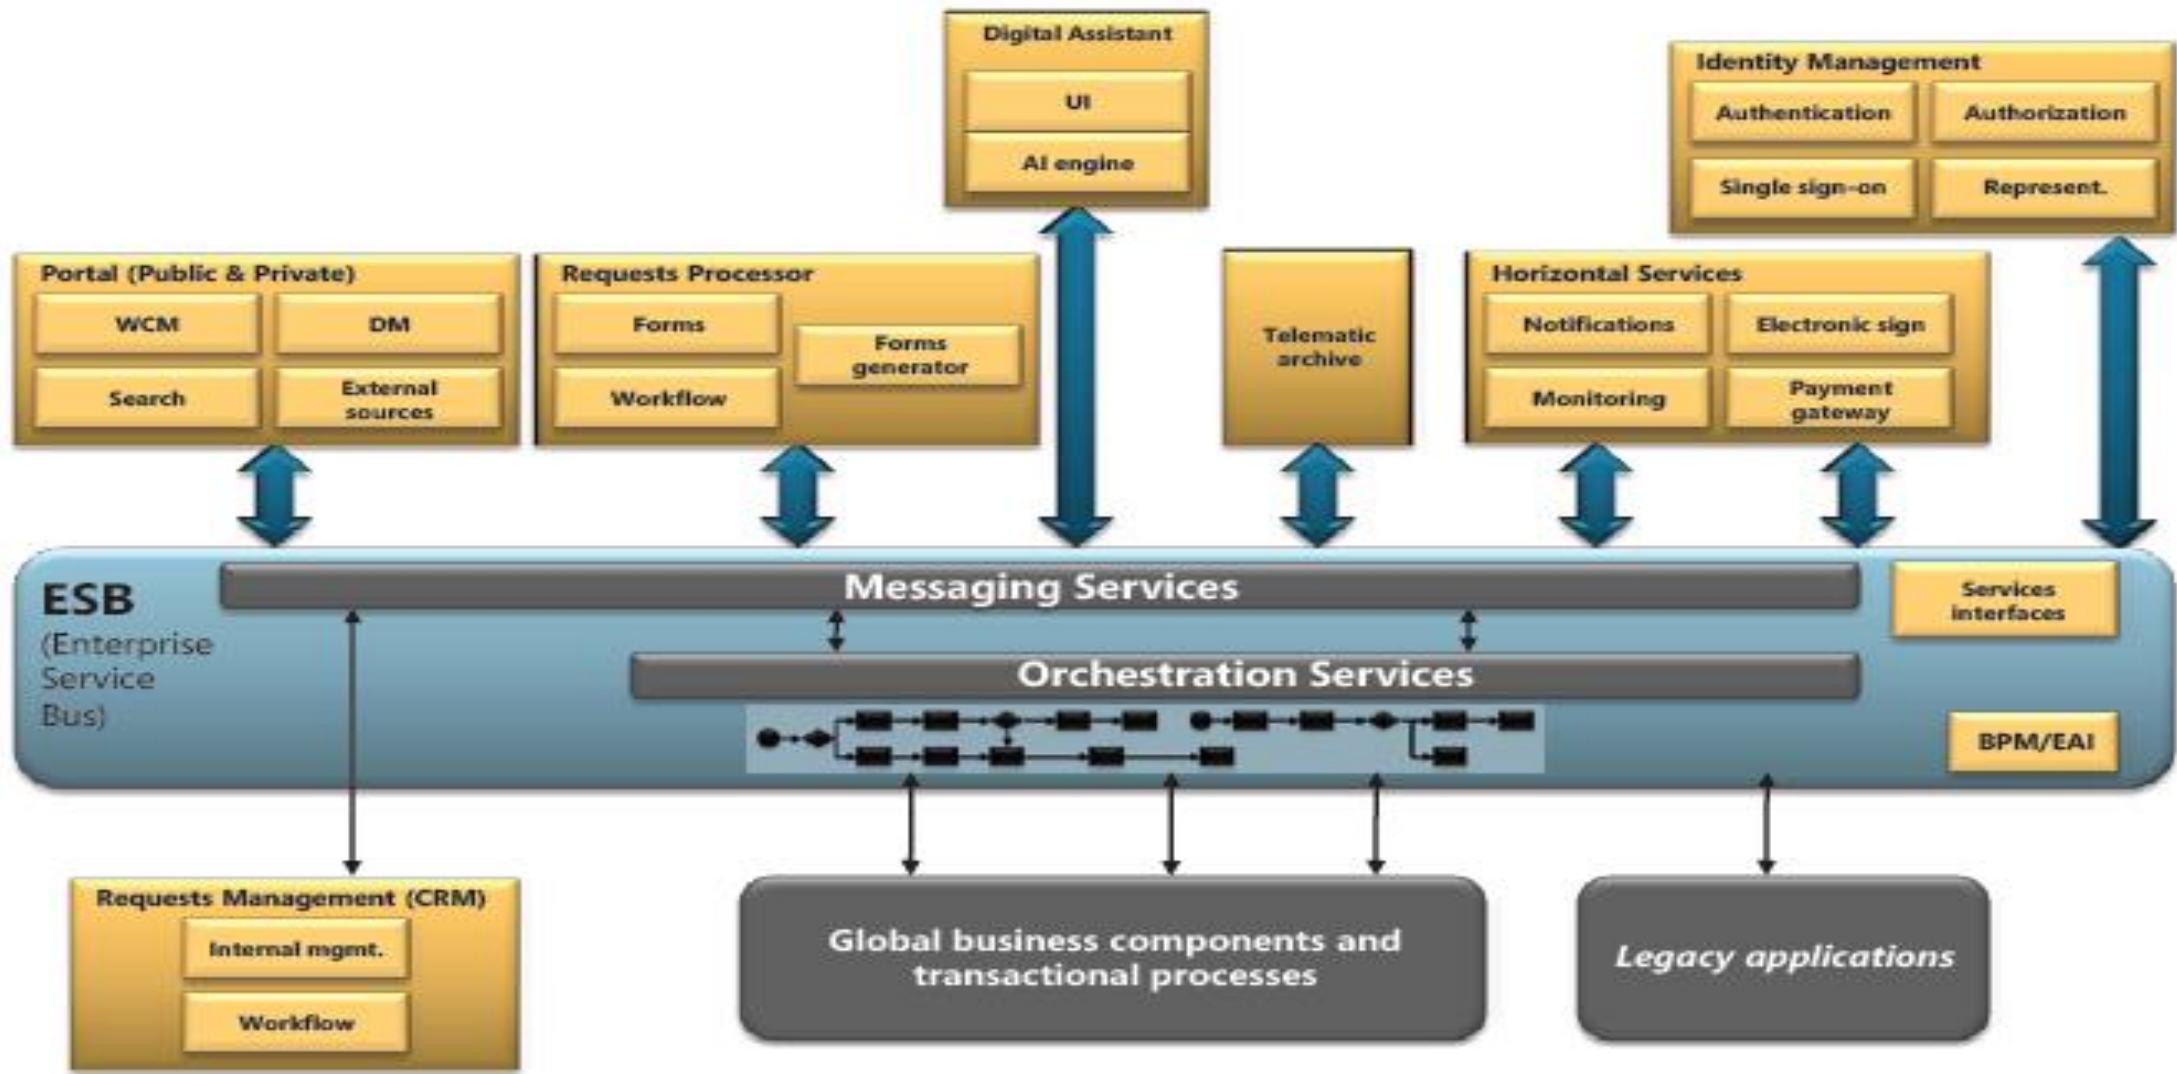 Digital Assistant
UI
AI engine
Identity Management
Authentication
Authorization
Single sign-on
Represent.
Portal (Public & Private)
WCM
DM
Search
External
sources
Requests Processor
Forms
Forms
generator
Workflow
Telematic
archive
Horizontal Services
Notifications
Electronic sign
Monitoring
Payment
gateway
ESB
(Enterprise
Service
Bus)
Messaging Services
Services
interfaces
Orchestration Services
BPM/EAI
Requests Management (CRM)
Internal mgmt.
Workflow
Global business components and
transactional processes
Legacy applications